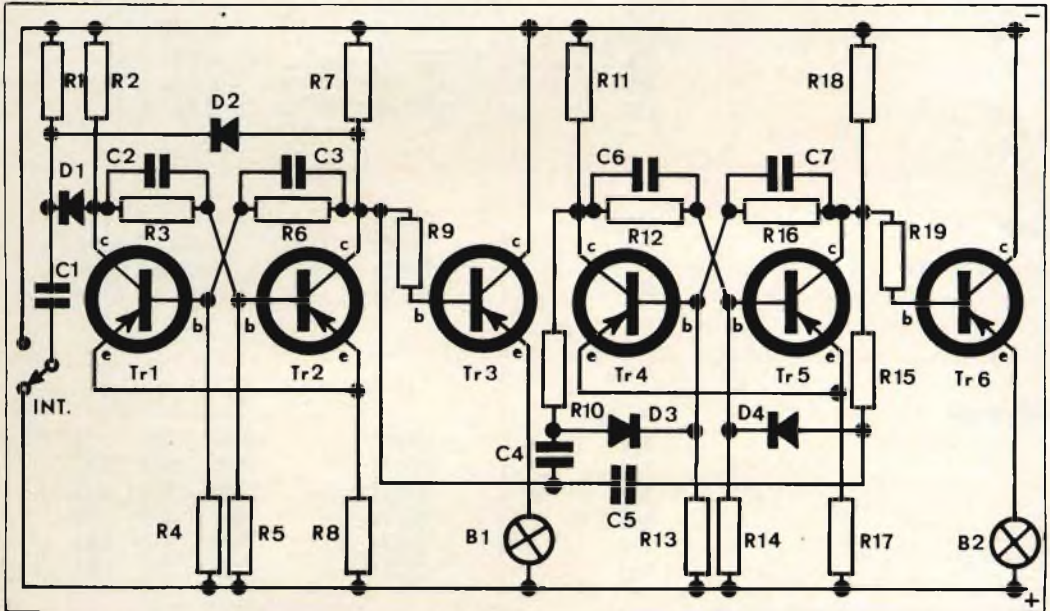 −
R1 R2 R7 R11 R18
D2
C2 C3 C6 C7
D1
R3 R6 R9 R12 R16 R19
c c c c c c
C1
b b b b b b
e e e e e e
Tr1 Tr2 Tr3 Tr4 Tr5 Tr6
R15
INT.
R10 D3 D4
C4
C5
R4 R5 R8 B1 R13 R14 R17 B2
+